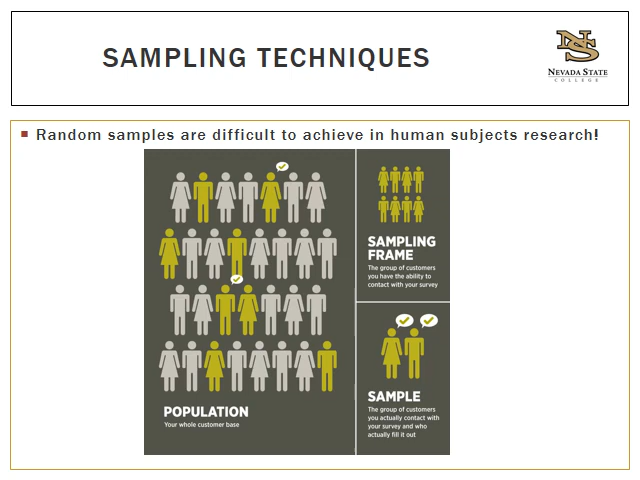 SAMPLING TECHNIQUES
NS
NEVADA STATE
COLLEGE
Random samples are difficult to achieve in human subjects research!
SAMPLING
FRAME
The group of customers
you have the ability to
contact with your survey
SAMPLE
The group of customers
you actually contact with
your survey and who
actually fill it out
POPULATION
Your whole customer base